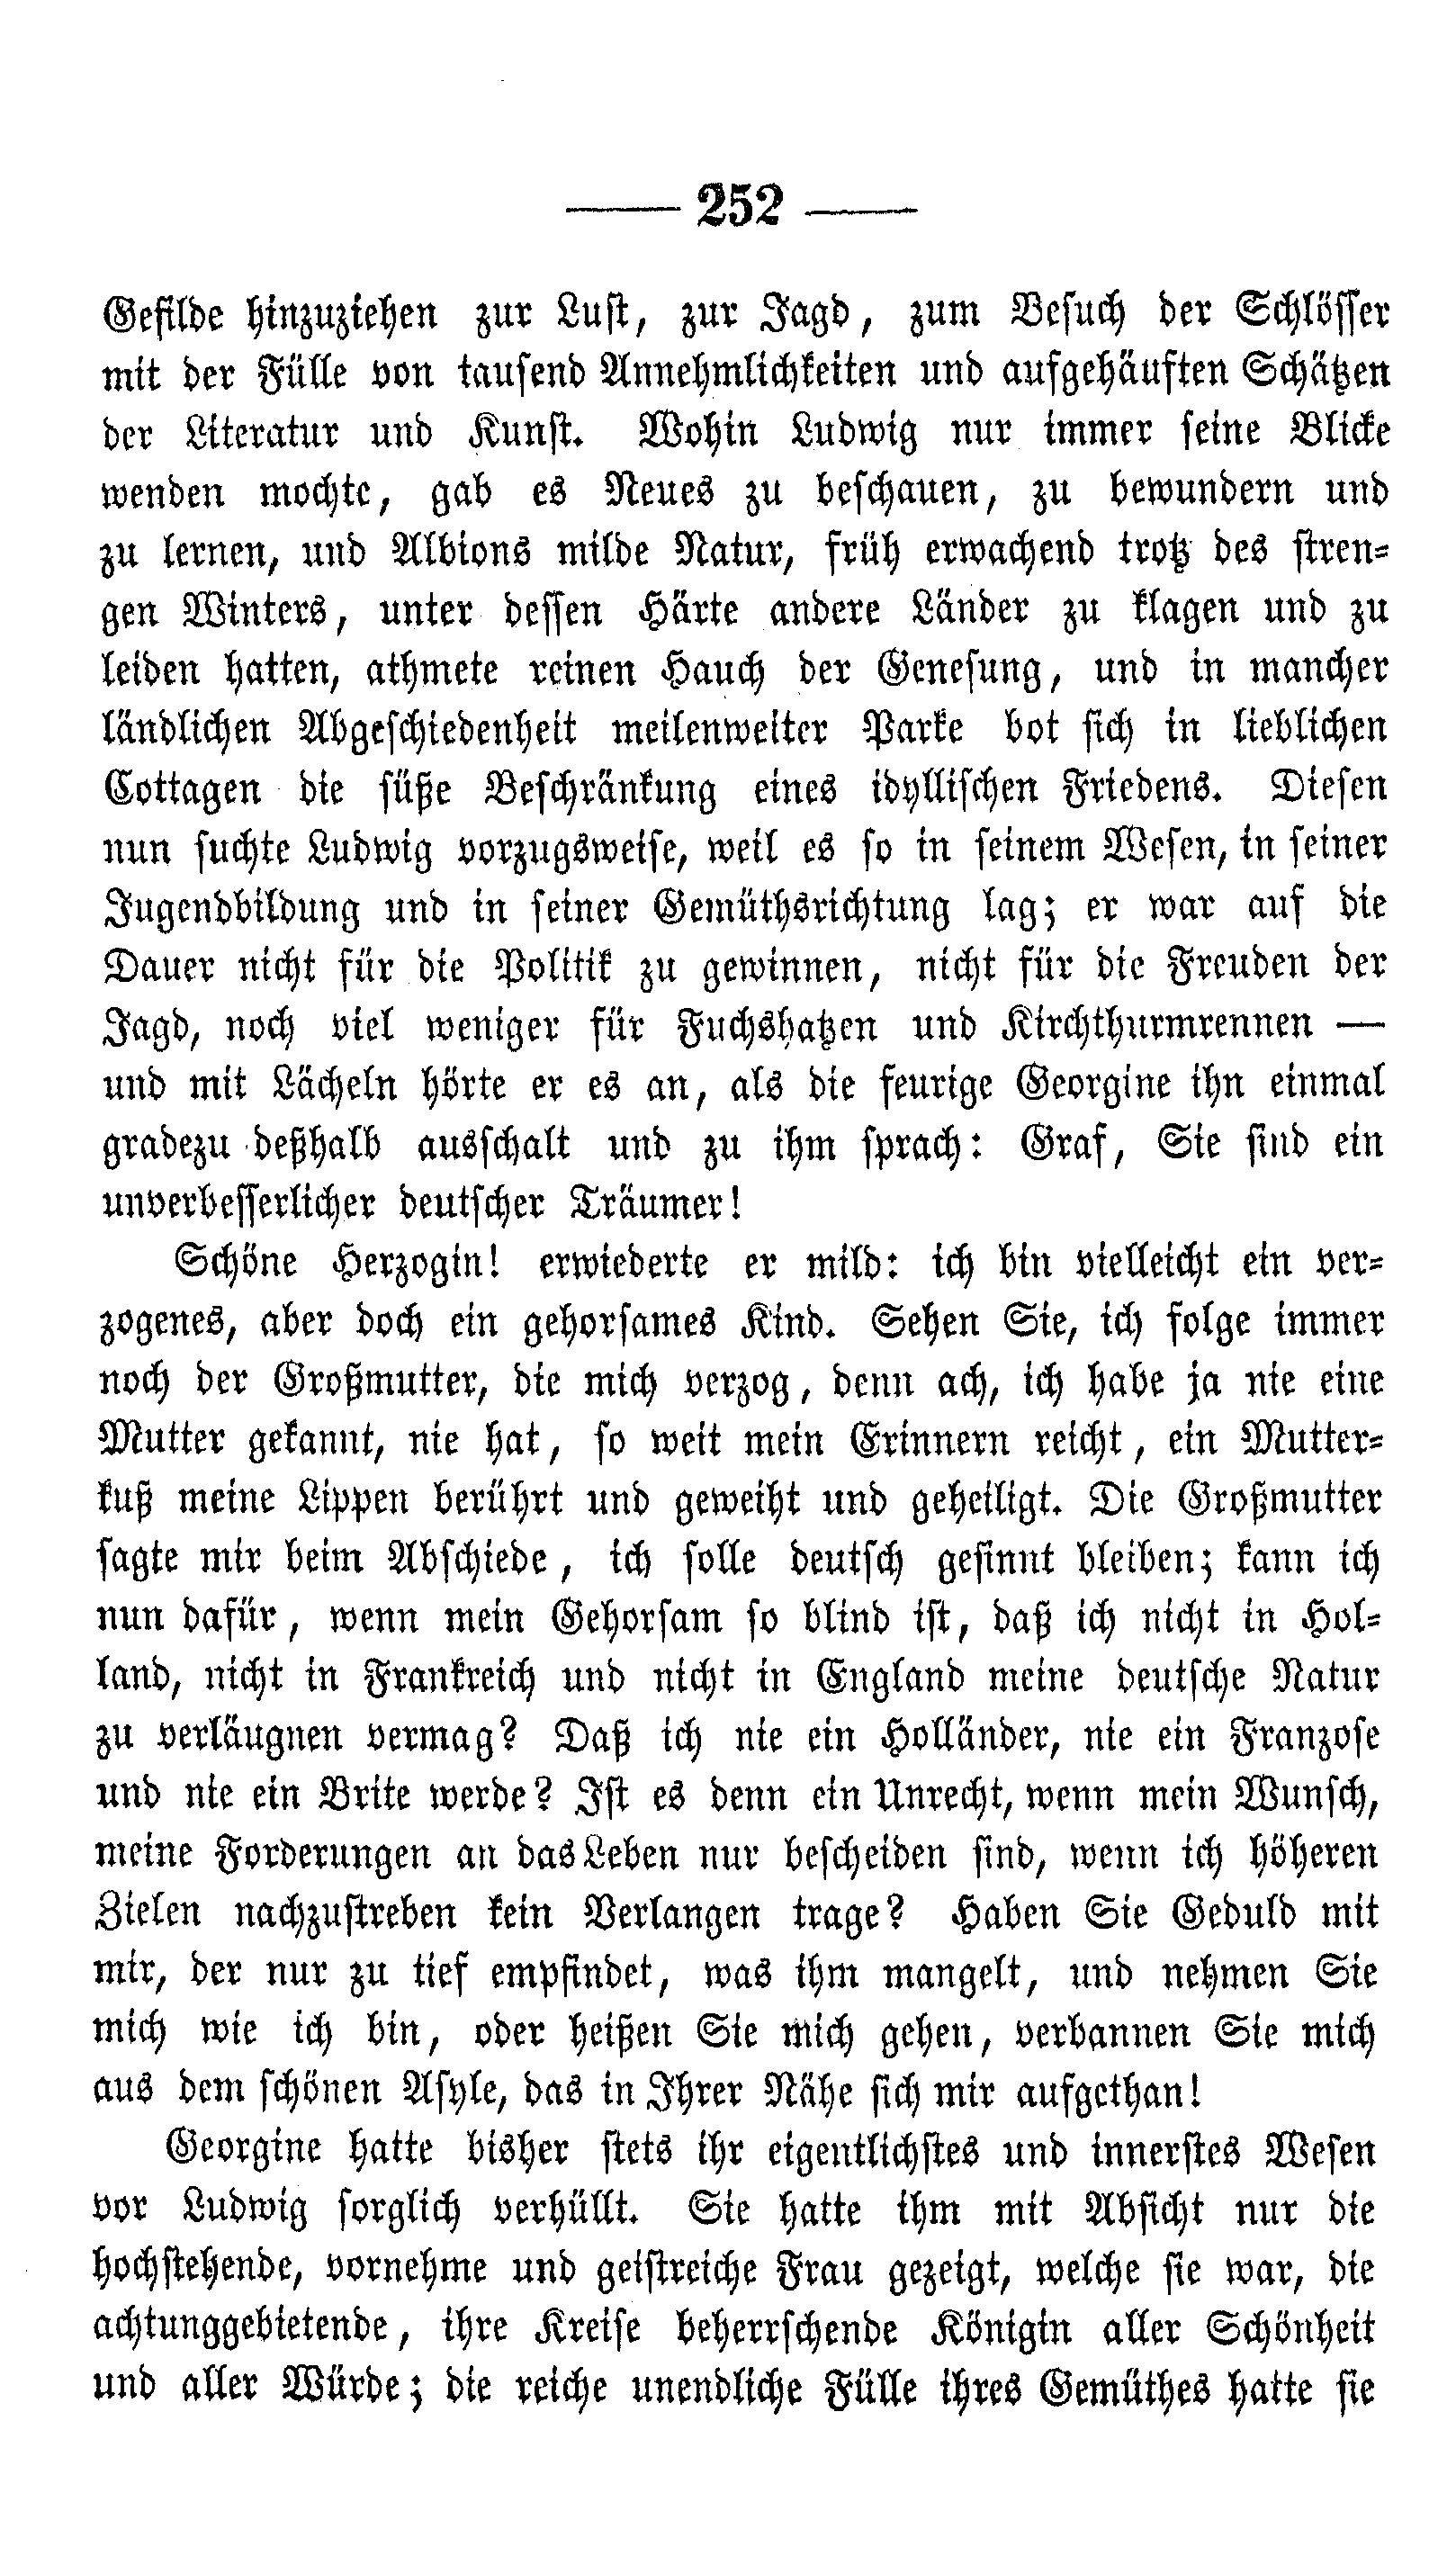 — 252 —
Gefilde hinzuziehen zur Lust, zur Jagd, zum Besuch der Schlösser
mit der Fülle von tausend Annehmlichkeiten und aufgehäuften Schätzen
der Literatur und Kunst. Wohin Ludwig nur immer seine Blicke
wenden mochte, gab es Neues zu beschauen, zu bewundern und
zu lernen, und Albions milde Natur, früh erwachend trotz des stren-
gen Winters, unter dessen Härte andere Länder zu klagen und zu
leiden hatten, athmete reinen Hauch der Genesung, und in mancher
ländlichen Abgeschiedenheit meilenweiter Parke bot sich in lieblichen
Cottagen die süße Beschränkung eines idyllischen Friedens. Diesen
nun suchte Ludwig vorzugsweise, weil es so in seinem Wesen, in seiner
Jugendbildung und in seiner Gemüthsrichtung lag; er war auf die
Dauer nicht für die Politik zu gewinnen, nicht für die Freuden der
Jagd, noch viel weniger für Fuchshatzen und Kirchthurmrennen —
und mit Lächeln hörte er es an, als die feurige Georgine ihn einmal
gradezu deßhalb ausschalt und zu ihm sprach: Graf, Sie sind ein
unverbesserlicher deutscher Träumer!
Schöne Herzogin! erwiederte er mild: ich bin vielleicht ein ver-
zogenes, aber doch ein gehorsames Kind. Sehen Sie, ich folge immer
noch der Großmutter, die mich verzog, denn ach, ich habe ja nie eine
Mutter gekannt, nie hat, so weit mein Erinnern reicht, ein Mutter-
kuß meine Lippen berührt und geweiht und geheiligt. Die Großmutter
sagte mir beim Abschiede, ich solle deutsch gesinnt bleiben; kann ich
nun dafür, wenn mein Gehorsam so blind ist, daß ich nicht in Hol-
land, nicht in Frankreich und nicht in England meine deutsche Natur
zu verläugnen vermag? Daß ich nie ein Holländer, nie ein Franzose
und nie ein Brite werde? Ist es denn ein Unrecht, wenn mein Wunsch,
meine Forderungen an das Leben nur bescheiden sind, wenn ich höheren
Zielen nachzustreben kein Verlangen trage? Haben Sie Geduld mit
mir, der nur zu tief empfindet, was ihm mangelt, und nehmen Sie
mich wie ich bin, oder heißen Sie mich gehen, verbannen Sie mich
aus dem schönen Asyle, das in Ihrer Nähe sich mir aufgethan!
Georgine hatte bisher stets ihr eigentlichstes und innerstes Wesen
vor Ludwig sorglich verhüllt. Sie hatte ihm mit Absicht nur die
hochstehende, vornehme und geistreiche Frau gezeigt, welche sie war, die
achtunggebietende, ihre Kreise beherrschende Königin aller Schönheit
und aller Würde; die reiche unendliche Fülle ihres Gemüthes hatte sie